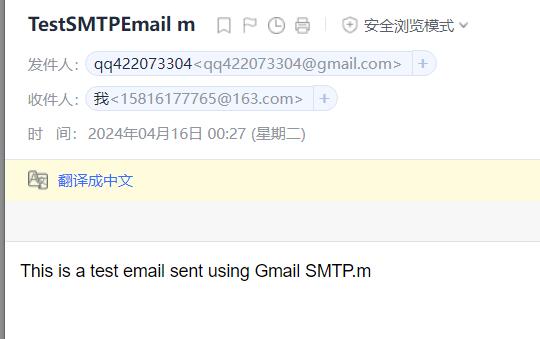 TestSMTPEmail m 安全浏览模式
发件人： qq422073304<qq422073304@gmail.com> +
收件人： 我<15816177765@163.com> +
时 间： 2024年04月16日 00:27 (星期二)
翻译成中文
This is a test email sent using Gmail SMTP.m